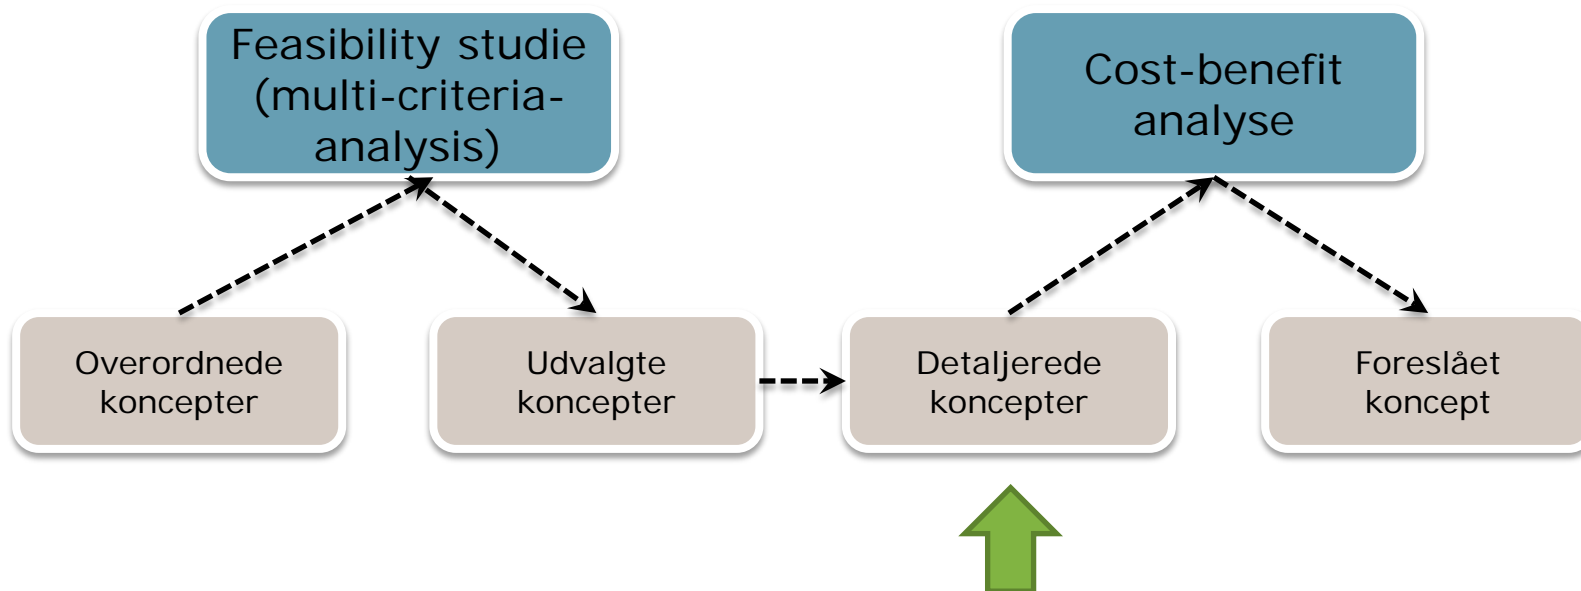 Feasibility studie
(multi-criteria-
analysis)
Cost-benefit
analyse
Overordnede
koncepter
Udvalgte
koncepter
Detaljerede
koncepter
Foreslået
koncept